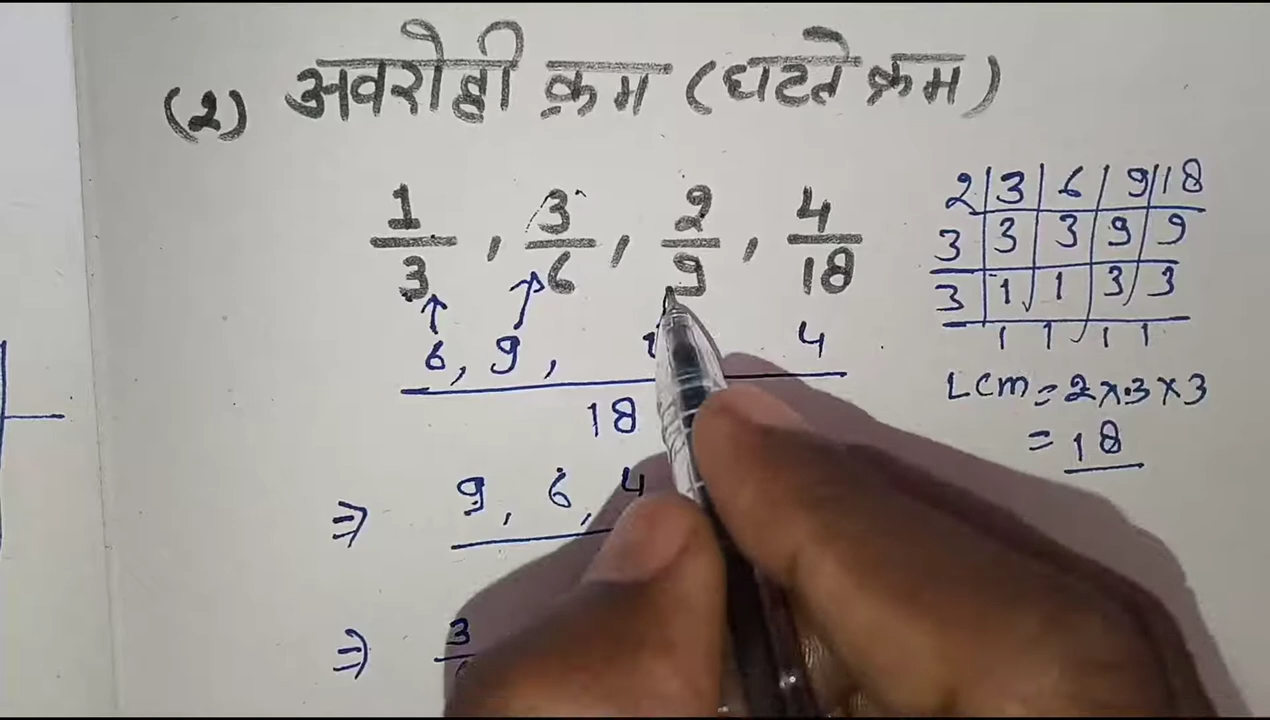 (2) अवरोही क्रम (घटते क्रम)
1/3 , 3/6 , 2/9 , 4/18
6, 9, 4
18
⇒ 9, 6, 4
⇒ 3
2 | 3 | 6 | 9 | 18
3 | 3 | 3 | 9 | 9
3 | 1 | 1 | 3 | 3
1 1 1 1
LCM = 2×3×3
= 18